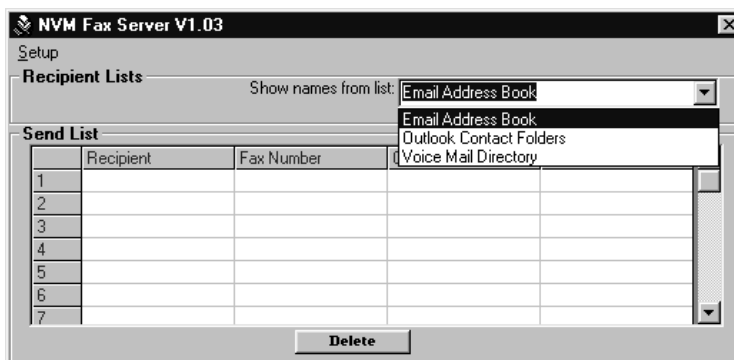 NVM Fax Server V1.03
Setup
Recipient Lists
Show names from list: Email Address Book
Email Address Book
Outlook Contact Folders
Voice Mail Directory
Send List
Recipient Fax Number
1
2
3
4
5
6
7
Delete